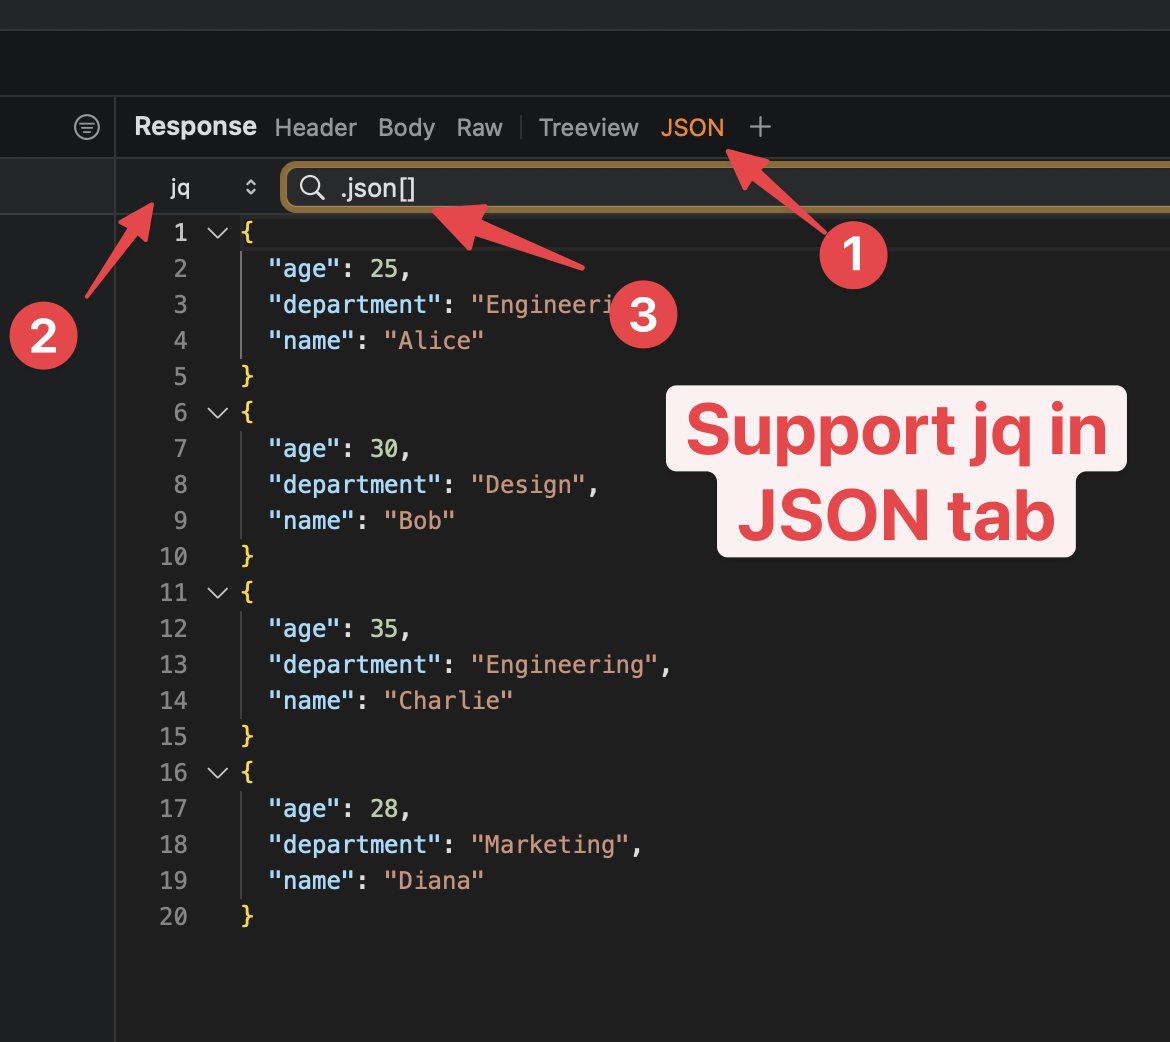 Response Header Body Raw Treeview JSON +
jq .json[]
1 {
2 "age": 25,
3 "department": "Engineeri
4 "name": "Alice"
5 }
6 {
7 "age": 30,
8 "department": "Design",
9 "name": "Bob"
10 }
11 {
12 "age": 35,
13 "department": "Engineering",
14 "name": "Charlie"
15 }
16 {
17 "age": 28,
18 "department": "Marketing",
19 "name": "Diana"
20 }
1
2
3
Support jq in
JSON tab